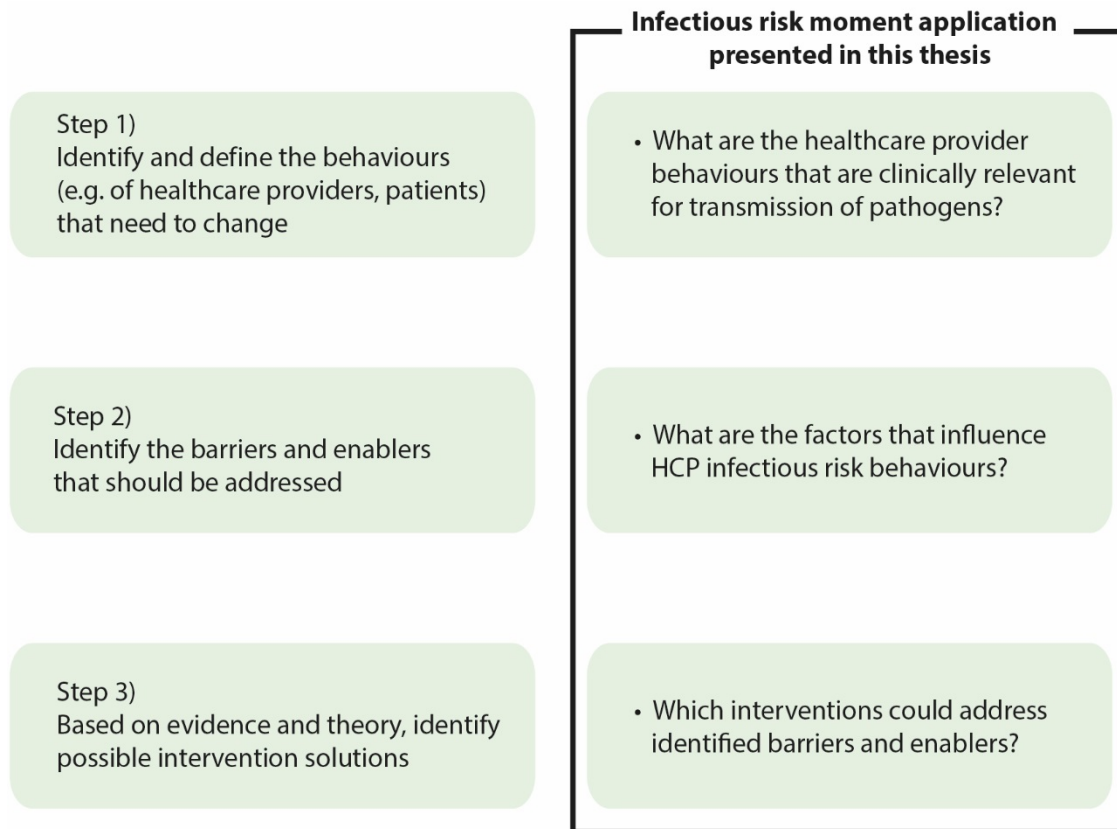 Infectious risk moment application
presented in this thesis
Step 1)
Identify and define the behaviours
(e.g. of healthcare providers, patients)
that need to change
• What are the healthcare provider
behaviours that are clinically relevant
for transmission of pathogens?
Step 2)
Identify the barriers and enablers
that should be addressed
• What are the factors that influence
HCP infectious risk behaviours?
Step 3)
Based on evidence and theory, identify
possible intervention solutions
• Which interventions could address
identified barriers and enablers?